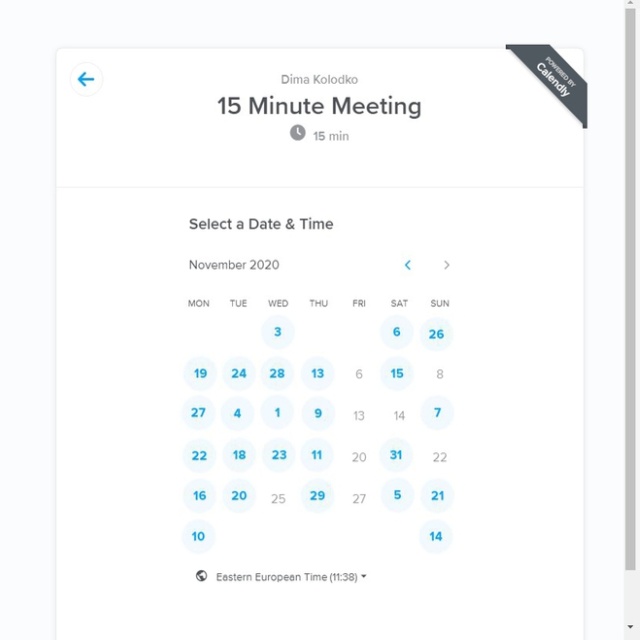 POWERED BY
Calendly
Dima Kolodko
15 Minute Meeting
15 min
Select a Date & Time
November 2020
MON TUE WED THU FRI SAT SUN
3 6 26
19 24 28 13 6 15 8
27 4 1 9 13 14 7
22 18 23 11 20 31 22
16 20 25 29 27 5 21
10 14
Eastern European Time (11:38)